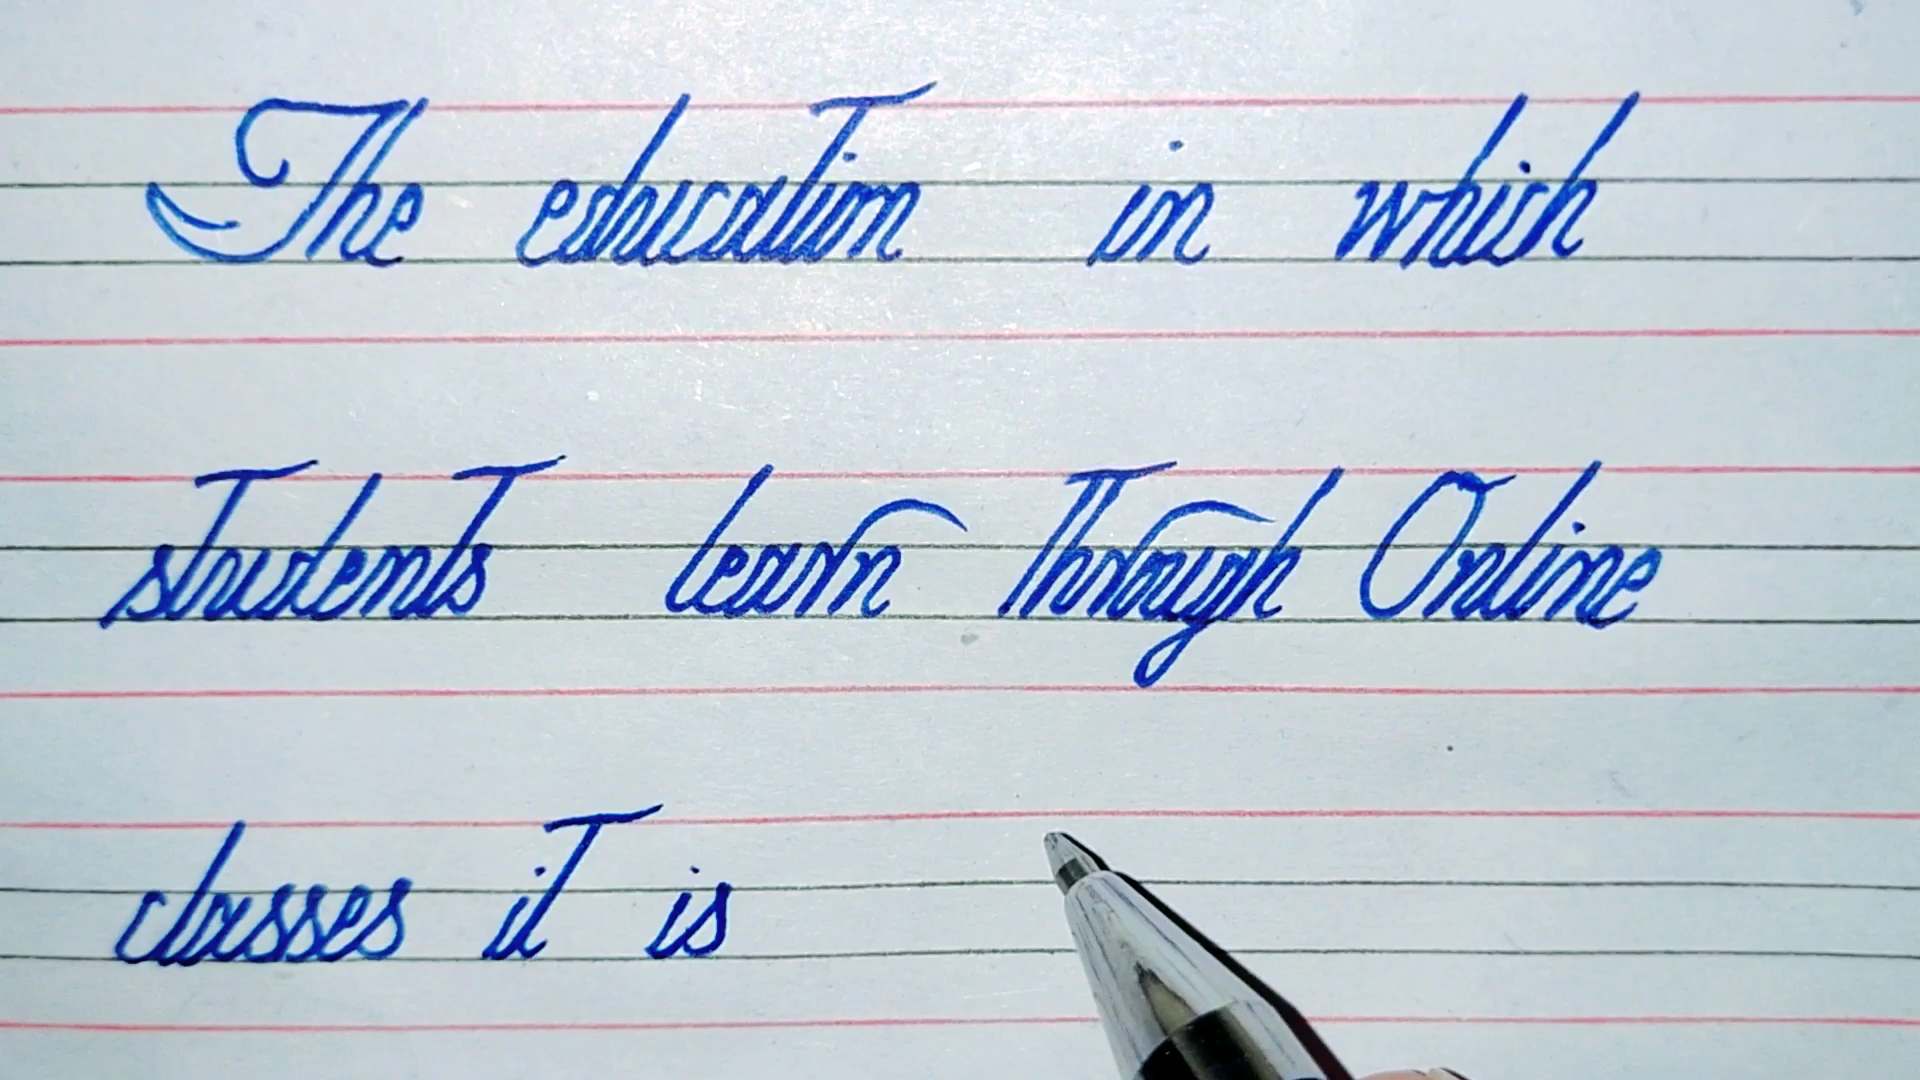 The education in which
students learn Through Online
classes it is